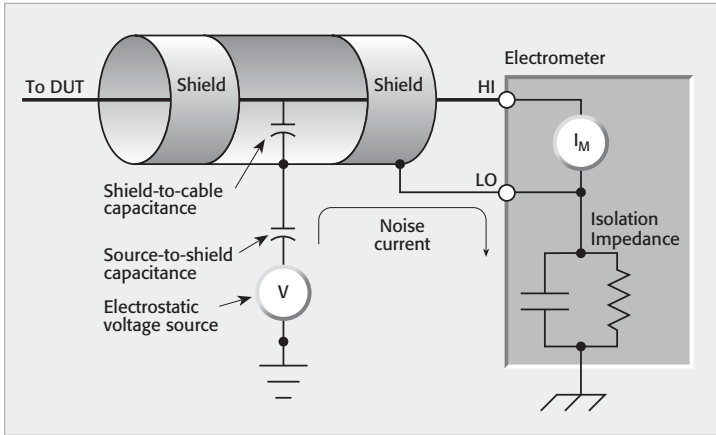 Electrometer
To DUT
Shield
Shield
HI
I_M
LO
Shield-to-cable
capacitance
Noise
current
Isolation
Impedance
Source-to-shield
capacitance
V
Electrostatic
voltage source